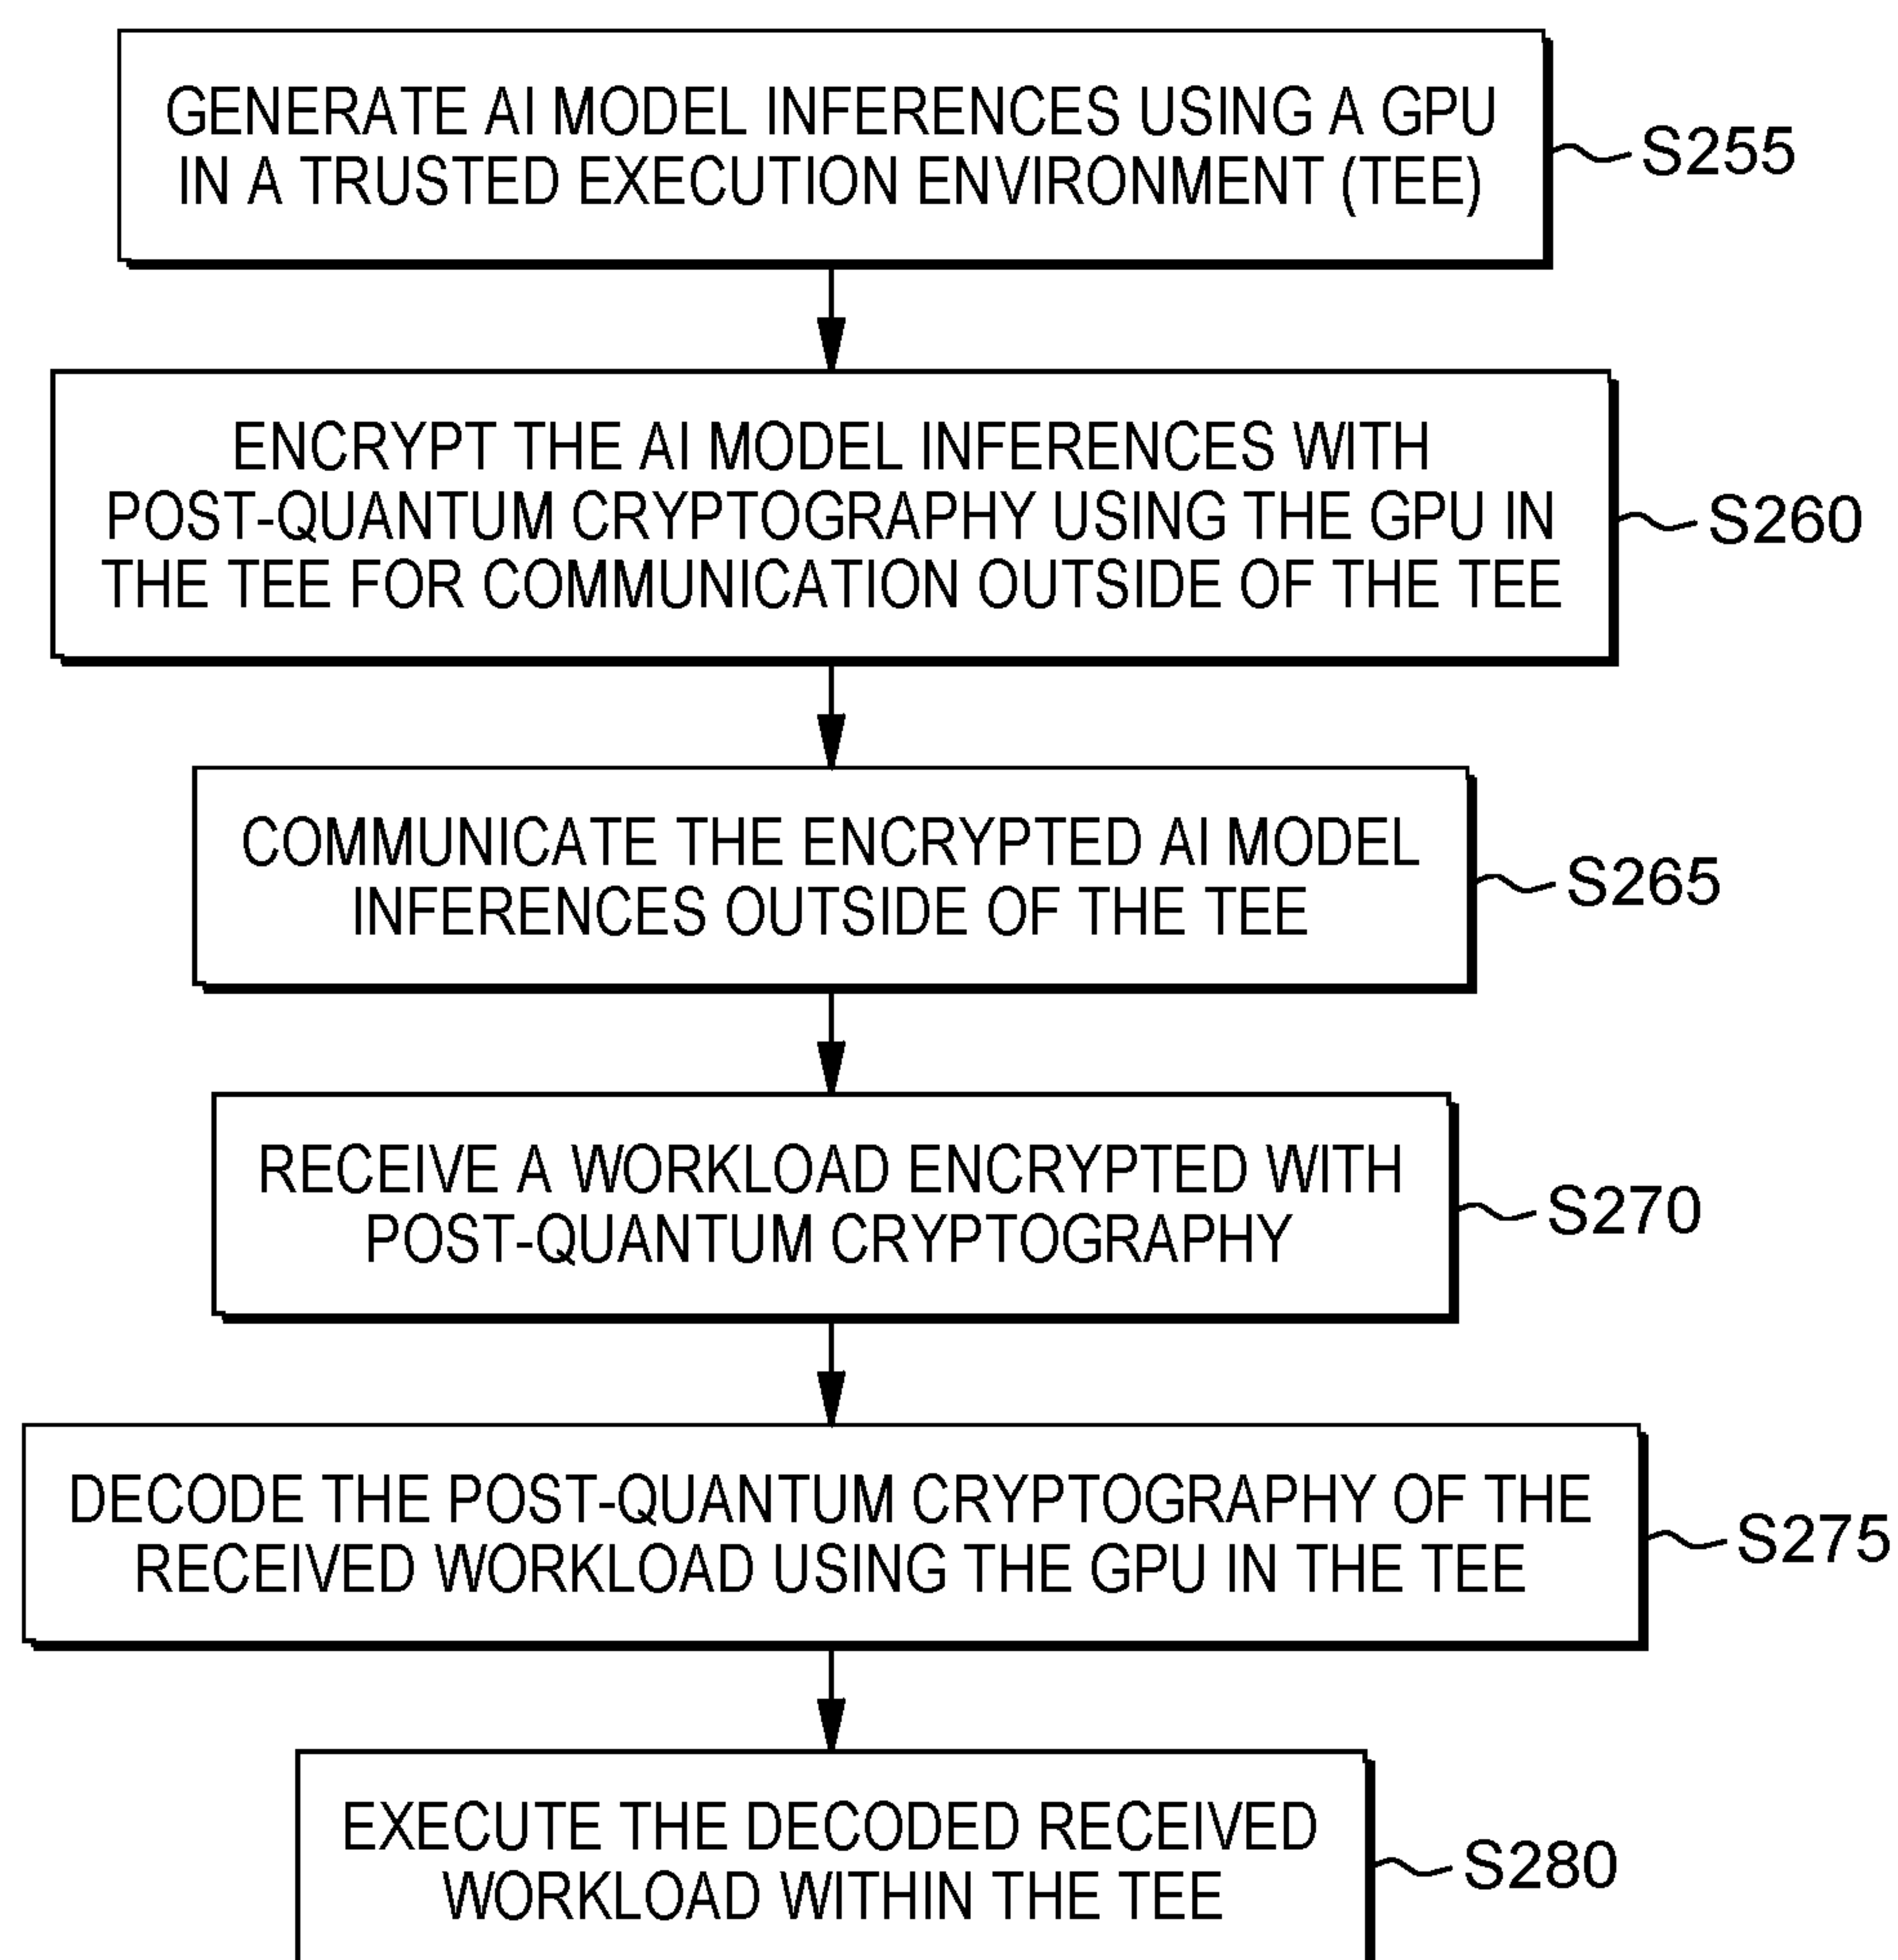 GENERATE AI MODEL INFERENCES USING A GPU
IN A TRUSTED EXECUTION ENVIRONMENT (TEE)
S255
ENCRYPT THE AI MODEL INFERENCES WITH
POST-QUANTUM CRYPTOGRAPHY USING THE GPU IN
THE TEE FOR COMMUNICATION OUTSIDE OF THE TEE
S260
COMMUNICATE THE ENCRYPTED AI MODEL
INFERENCES OUTSIDE OF THE TEE
S265
RECEIVE A WORKLOAD ENCRYPTED WITH
POST-QUANTUM CRYPTOGRAPHY
S270
DECODE THE POST-QUANTUM CRYPTOGRAPHY OF THE
RECEIVED WORKLOAD USING THE GPU IN THE TEE
S275
EXECUTE THE DECODED RECEIVED
WORKLOAD WITHIN THE TEE
S280